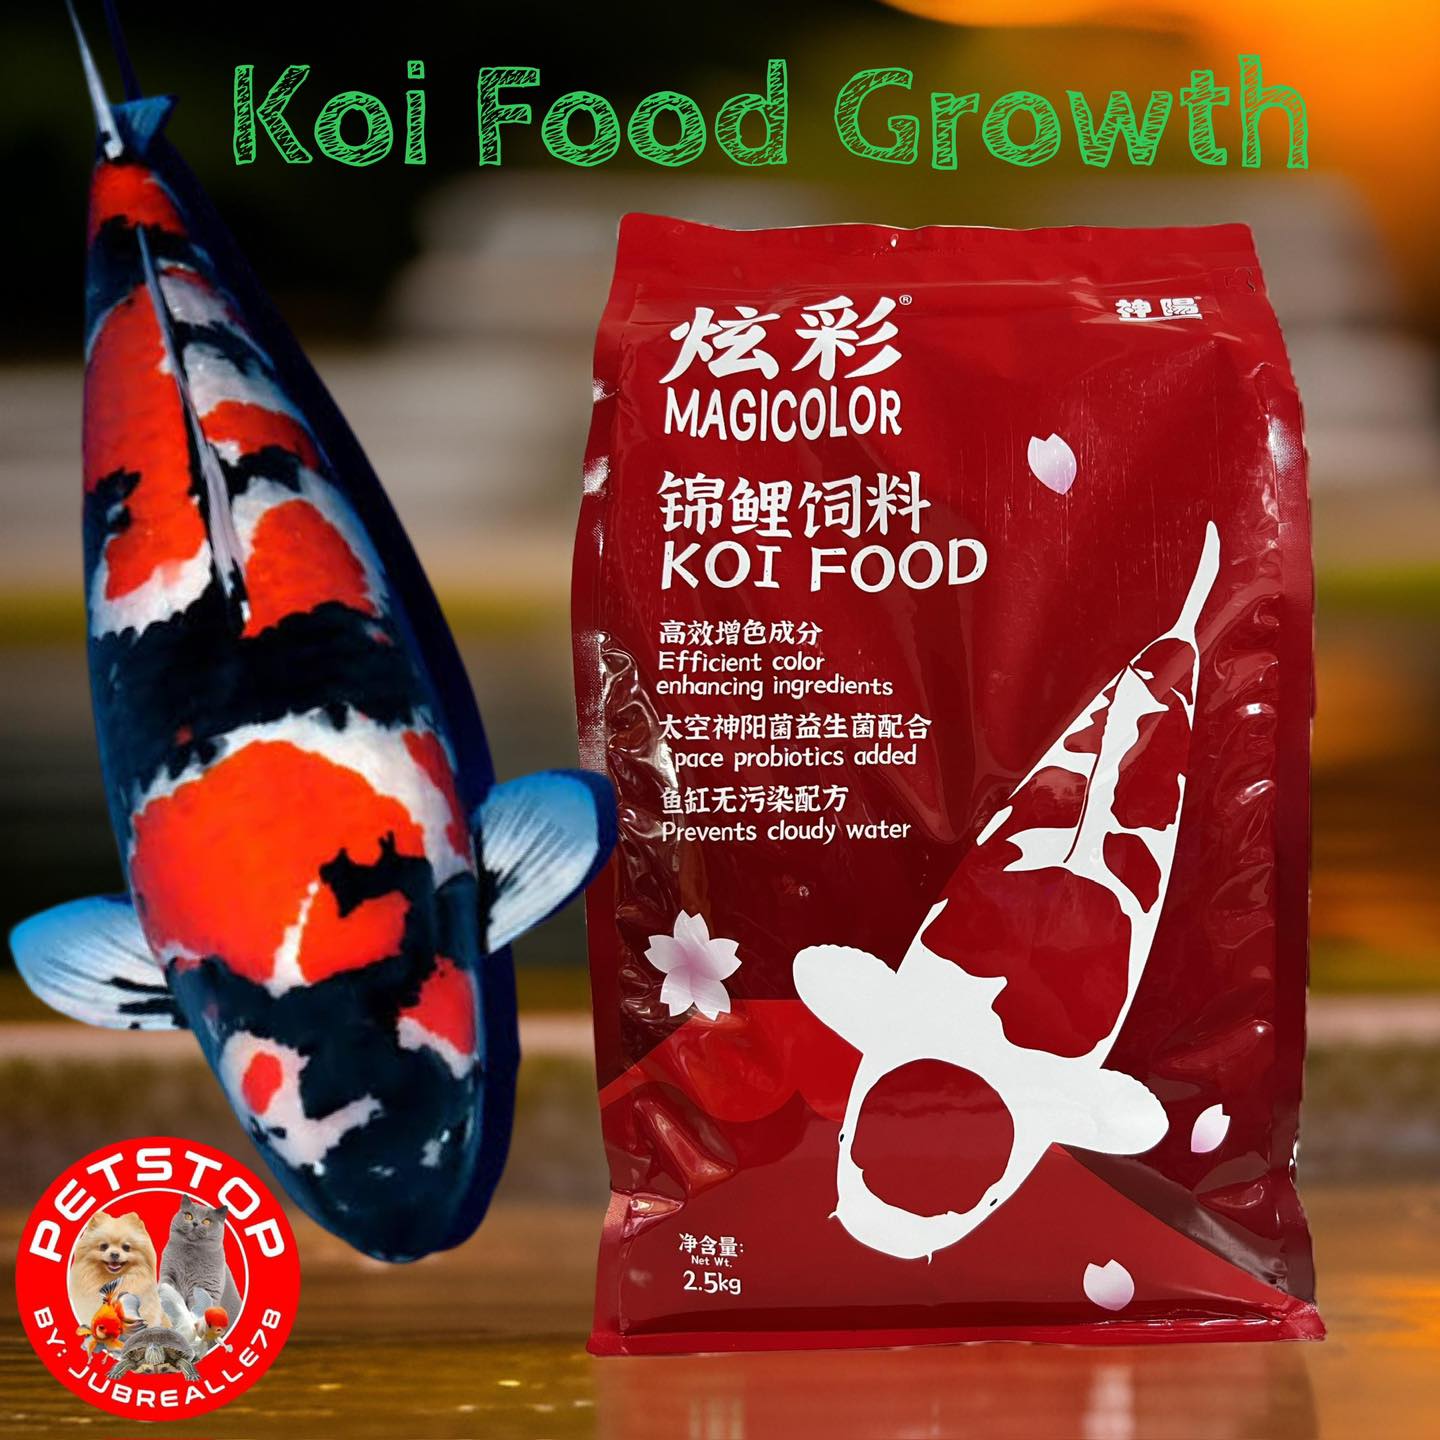 Koi Food Growth
炫彩®
神陽
MAGICOLOR
锦鲤饲料
KOI FOOD
高效增色成分
Efficient color
enhancing ingredients
太空神阳菌益生菌配合
Space probiotics added
鱼缸无污染配方
Prevents cloudy water
净含量:
Net Wt.
2.5kg
PETSTOP
BY: JUBREALLE78